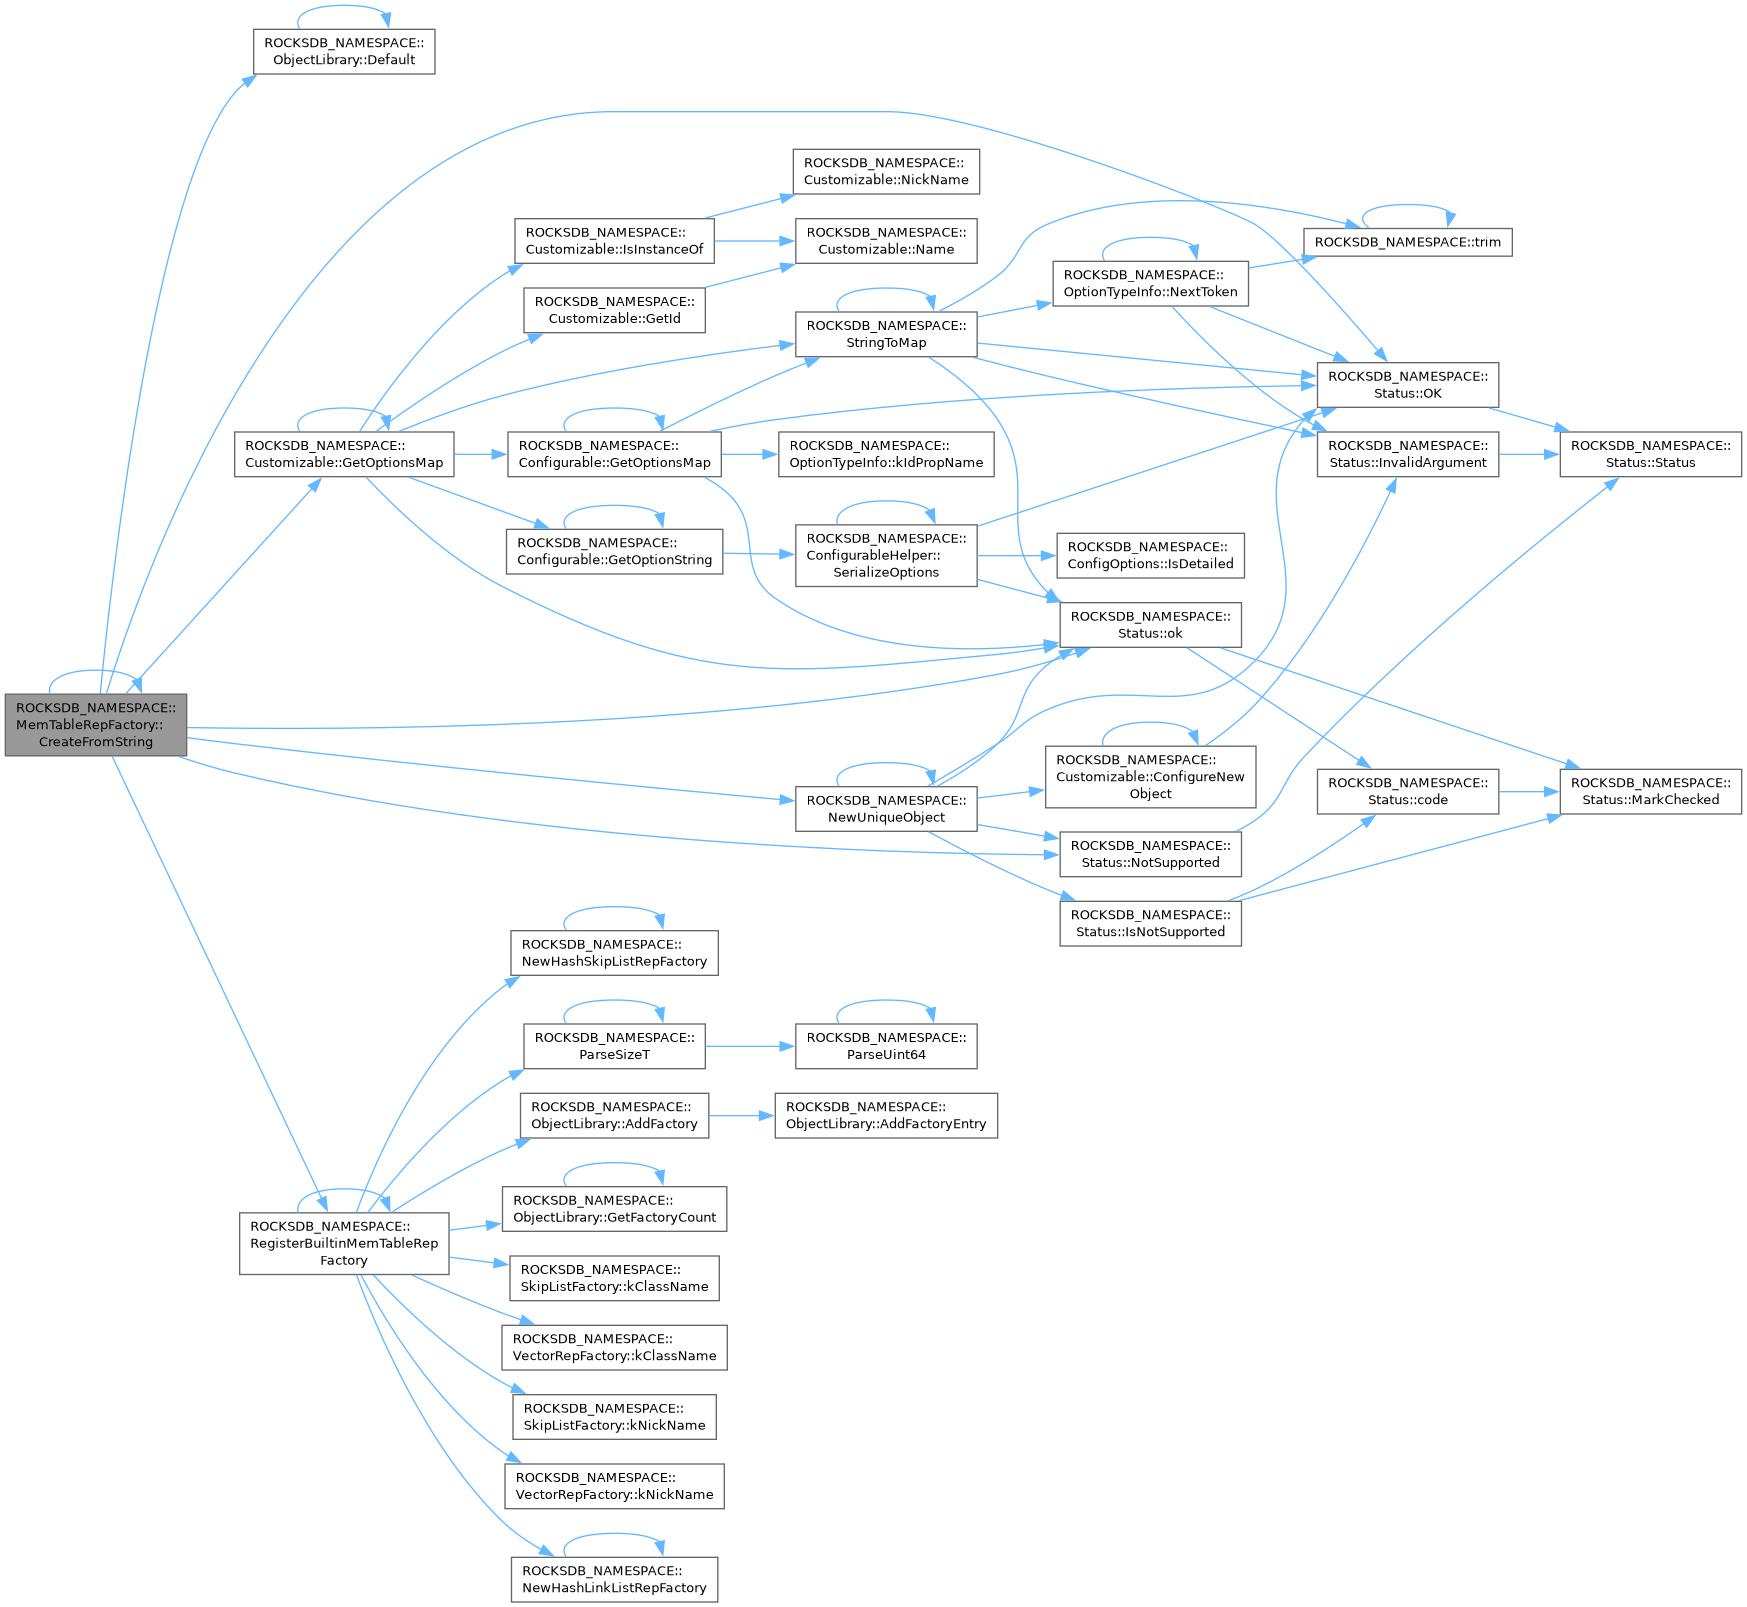 ROCKSDB_NAMESPACE::
ObjectLibrary::Default
ROCKSDB_NAMESPACE::
Customizable::NickName
ROCKSDB_NAMESPACE::
Customizable::IsInstanceOf
ROCKSDB_NAMESPACE::
Customizable::Name
ROCKSDB_NAMESPACE::trim
ROCKSDB_NAMESPACE::
OptionTypeInfo::NextToken
ROCKSDB_NAMESPACE::
Customizable::GetId
ROCKSDB_NAMESPACE::
StringToMap
ROCKSDB_NAMESPACE::
Status::OK
ROCKSDB_NAMESPACE::
Customizable::GetOptionsMap
ROCKSDB_NAMESPACE::
Configurable::GetOptionsMap
ROCKSDB_NAMESPACE::
OptionTypeInfo::kIdPropName
ROCKSDB_NAMESPACE::
Status::InvalidArgument
ROCKSDB_NAMESPACE::
Status::Status
ROCKSDB_NAMESPACE::
Configurable::GetOptionString
ROCKSDB_NAMESPACE::
ConfigurableHelper::
SerializeOptions
ROCKSDB_NAMESPACE::
ConfigOptions::IsDetailed
ROCKSDB_NAMESPACE::
Status::ok
ROCKSDB_NAMESPACE::
MemTableRepFactory::
CreateFromString
ROCKSDB_NAMESPACE::
Customizable::ConfigureNew
Object
ROCKSDB_NAMESPACE::
Status::code
ROCKSDB_NAMESPACE::
Status::MarkChecked
ROCKSDB_NAMESPACE::
NewUniqueObject
ROCKSDB_NAMESPACE::
Status::NotSupported
ROCKSDB_NAMESPACE::
Status::IsNotSupported
ROCKSDB_NAMESPACE::
NewHashSkipListRepFactory
ROCKSDB_NAMESPACE::
ParseSizeT
ROCKSDB_NAMESPACE::
ParseUint64
ROCKSDB_NAMESPACE::
ObjectLibrary::AddFactory
ROCKSDB_NAMESPACE::
ObjectLibrary::AddFactoryEntry
ROCKSDB_NAMESPACE::
ObjectLibrary::GetFactoryCount
ROCKSDB_NAMESPACE::
RegisterBuiltinMemTableRep
Factory
ROCKSDB_NAMESPACE::
SkipListFactory::kClassName
ROCKSDB_NAMESPACE::
VectorRepFactory::kClassName
ROCKSDB_NAMESPACE::
SkipListFactory::kNickName
ROCKSDB_NAMESPACE::
VectorRepFactory::kNickName
ROCKSDB_NAMESPACE::
NewHashLinkListRepFactory